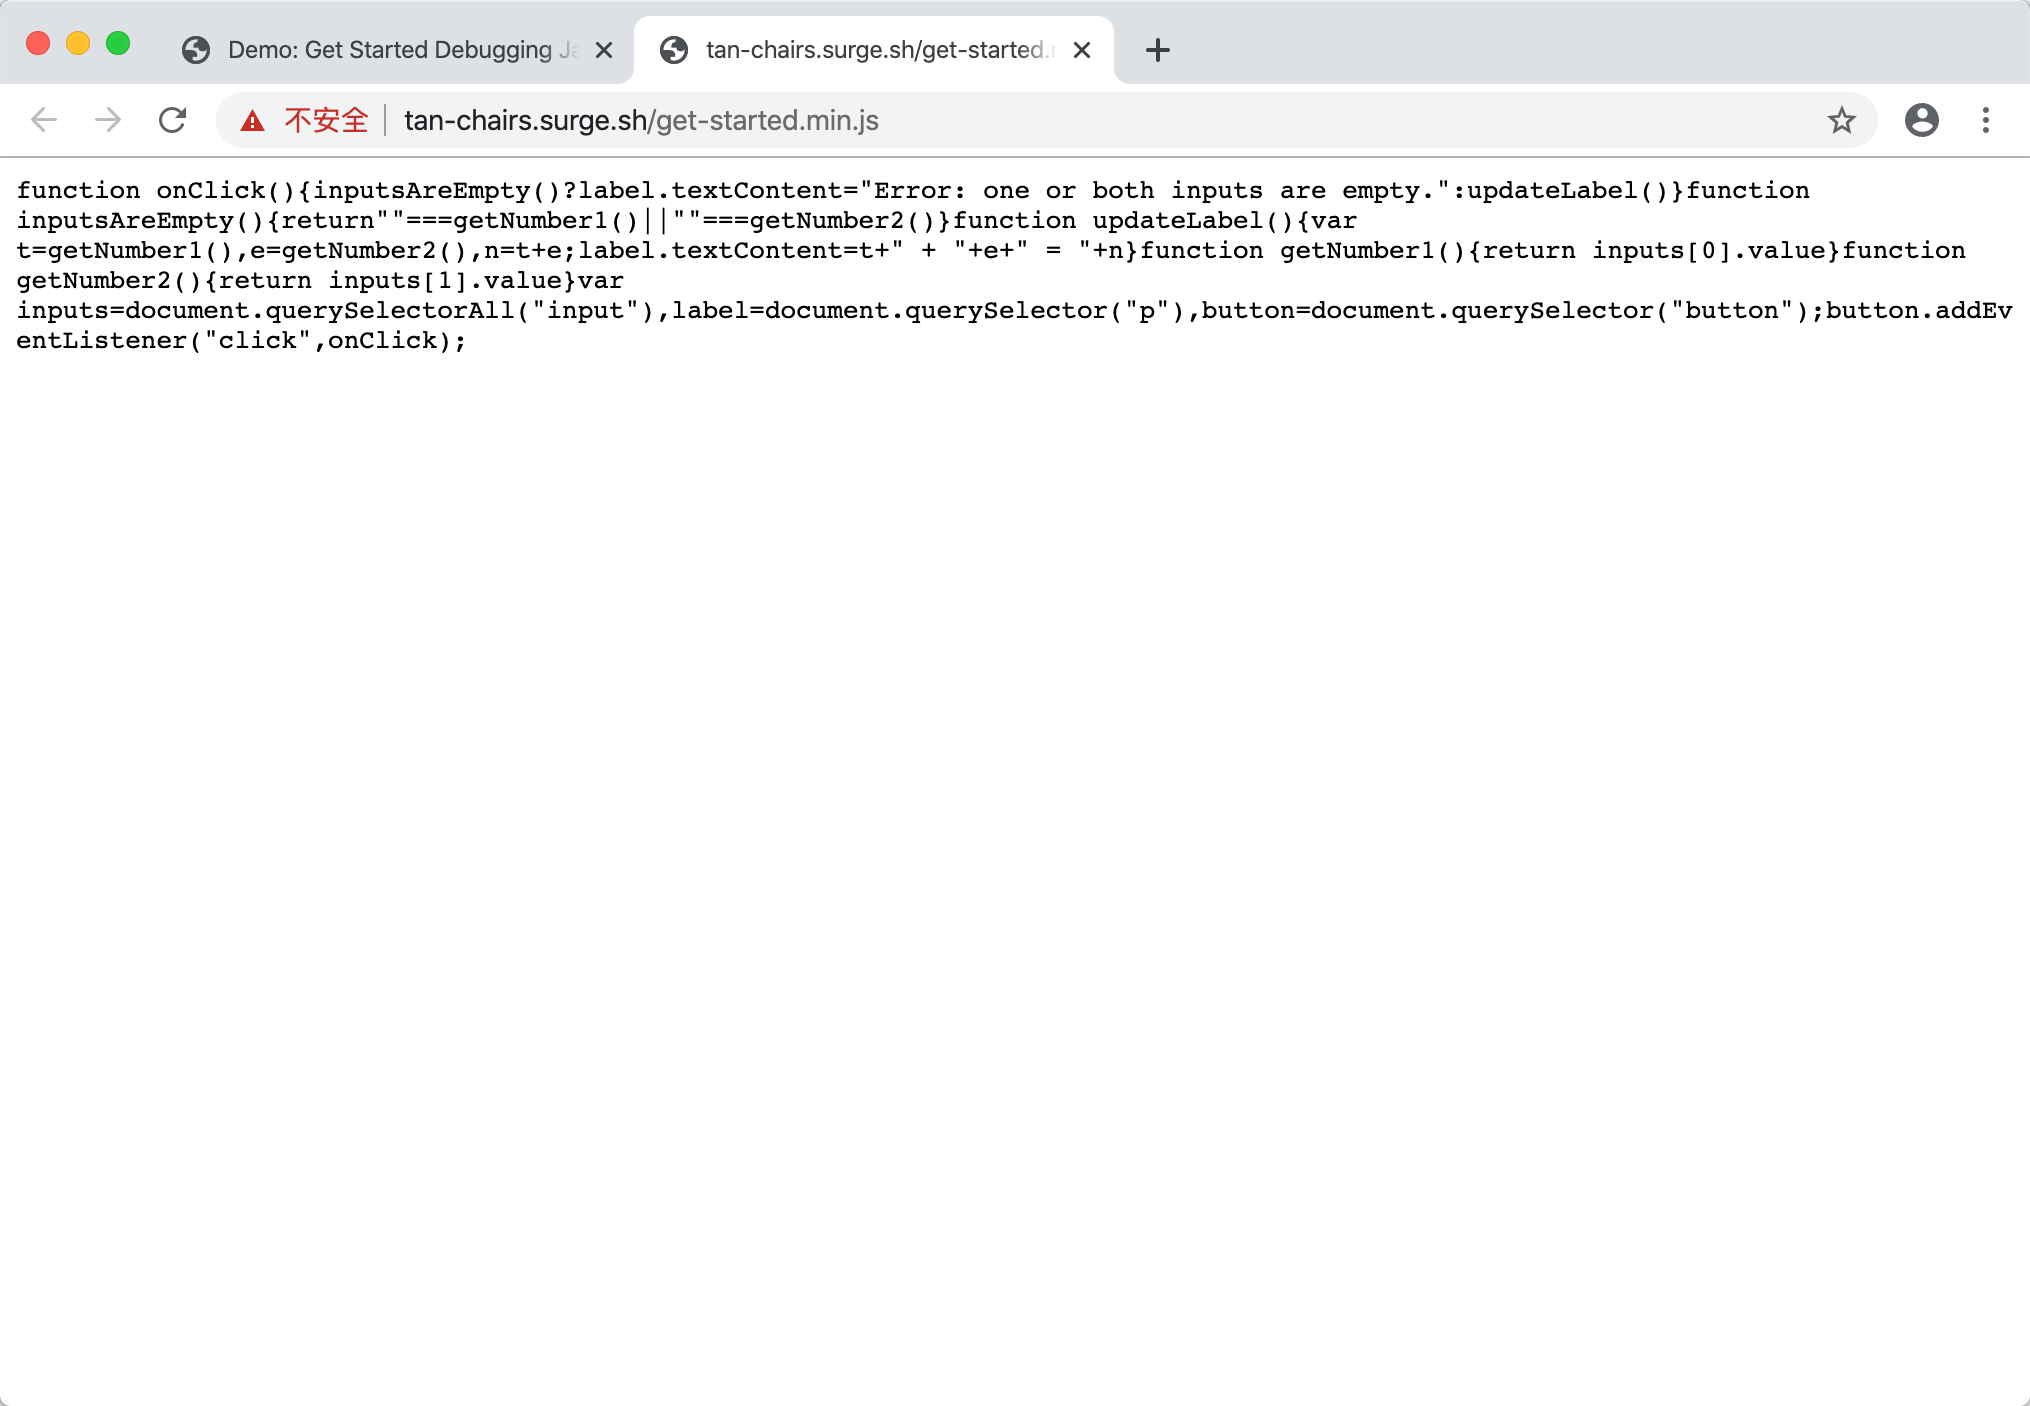 Demo: Get Started Debugging Ja
tan-chairs.surge.sh/get-started.r
不安全
tan-chairs.surge.sh/get-started.min.js
function onClick(){inputsAreEmpty()?label.textContent="Error: one or both inputs are empty.":updateLabel()}function
inputsAreEmpty(){return""===getNumber1()||""===getNumber2()}function updateLabel(){var
t=getNumber1(),e=getNumber2(),n=t+e;label.textContent=t+" + "+e+" = "+n}function getNumber1(){return inputs[0].value}function
getNumber2(){return inputs[1].value}var
inputs=document.querySelectorAll("input"),label=document.querySelector("p"),button=document.querySelector("button");button.addEv
entListener("click",onClick);